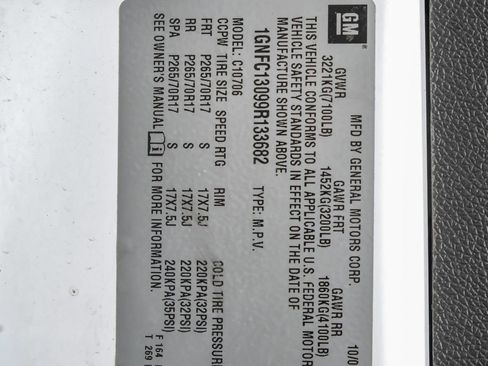 GM
MFD BY GENERAL MOTORS CORP. 10/0
GVWR GAWR FRT GAWR RR
3221KG(7100LB) 1452KG(3200LB) 1860KG(4100LB)
THIS VEHICLE CONFORMS TO ALL APPLICABLE U.S. FEDERAL MOTOR
VEHICLE SAFETY STANDARDS IN EFFECT ON THE DATE OF
MANUFACTURE SHOWN ABOVE.
1GNFC13099R133682 TYPE: M.P.V.
MODEL: C10706
CCPW TIRE SIZE SPEED RTG RIM COLD TIRE PRESSURE
FRT P265/70R17 S 17X7.5J 220KPA(32PSI)
RR P265/70R17 S 17X7.5J 220KPA(32PSI)
SPA P265/70R17 S 17X7.5J 240KPA(35PSI)
SEE OWNER'S MANUAL FOR MORE INFORMATION.
F 164
T 269